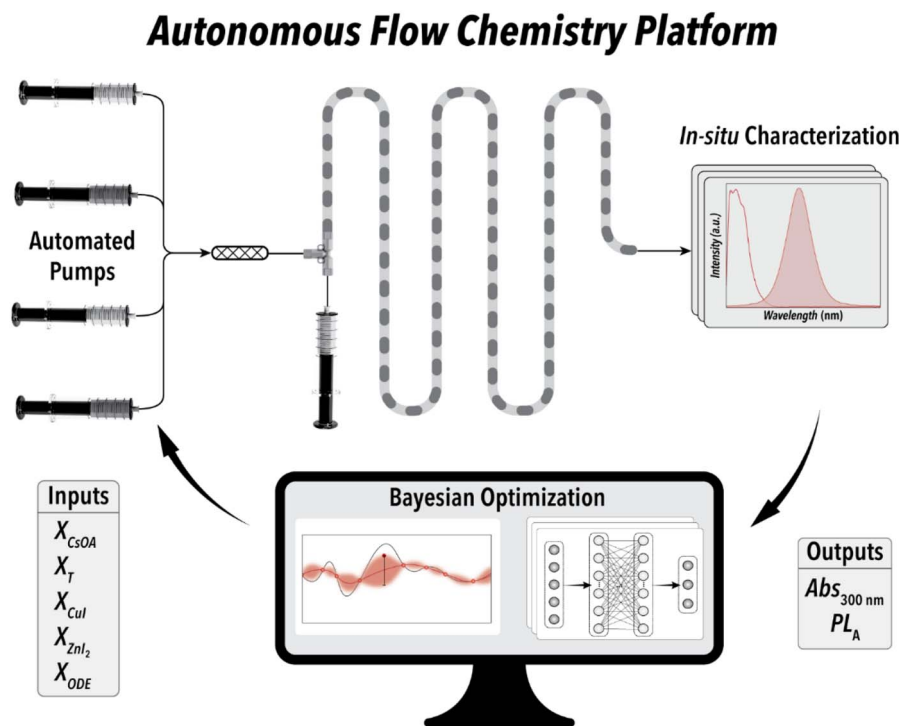 Autonomous Flow Chemistry Platform
Automated
Pumps
In-situ Characterization
Intensity (a.u.)
Wavelength (nm)
Bayesian Optimization
Inputs
X_CsOA
X_T
X_CuI
X_ZnI₂
X_ODE
Outputs
Abs_300 nm
PL_A